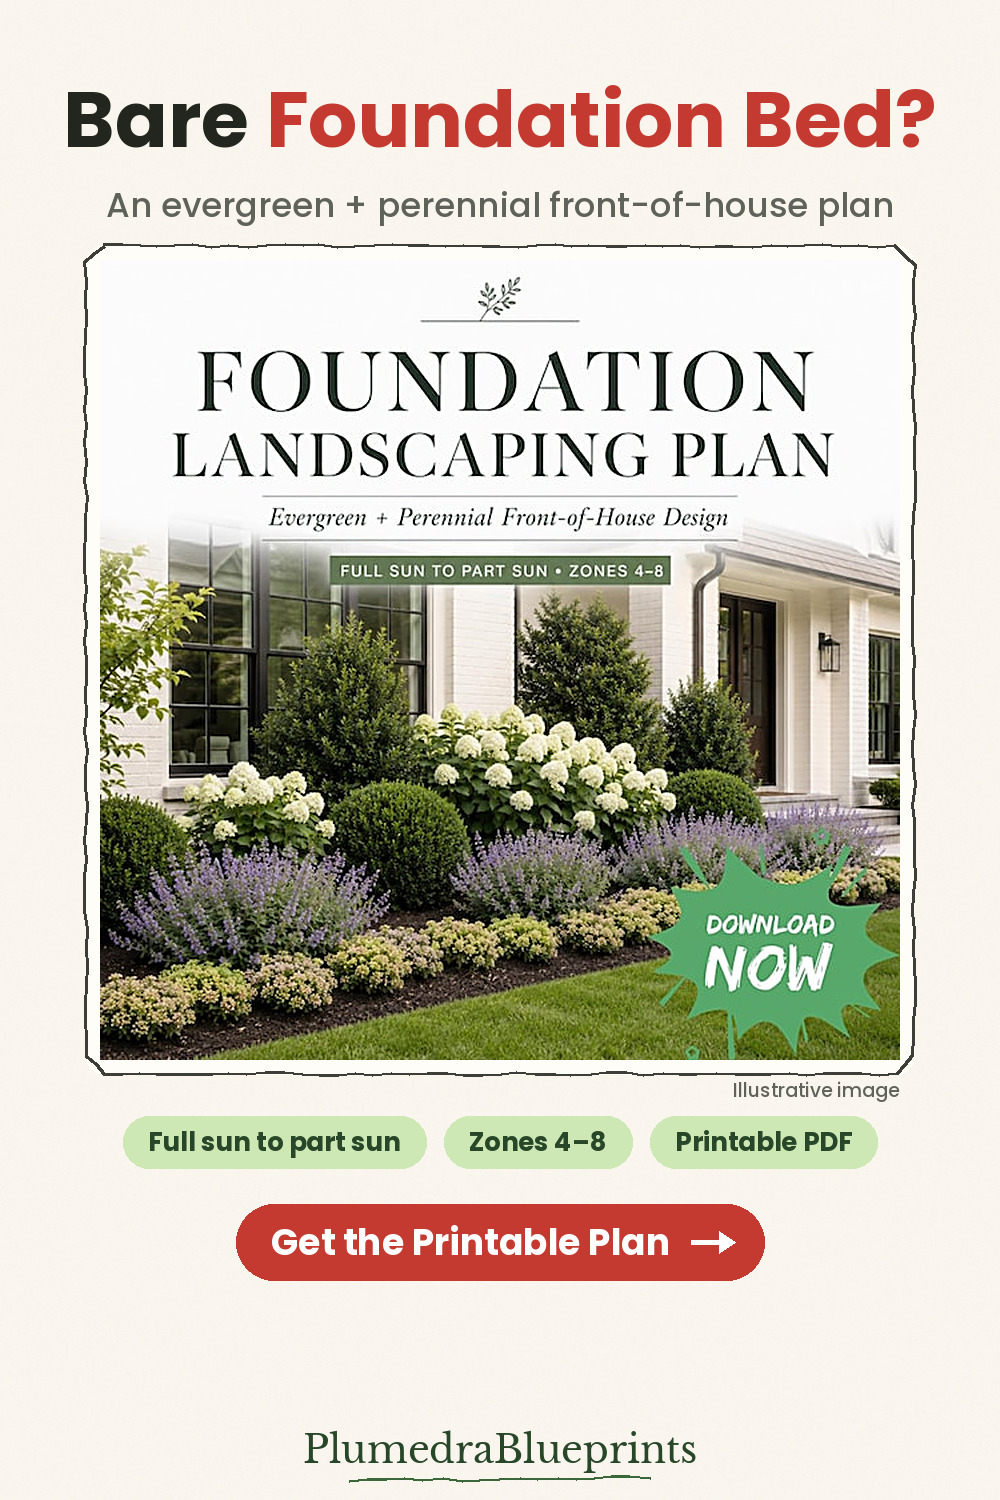 Bare Foundation Bed?
An evergreen + perennial front-of-house plan
FOUNDATION
LANDSCAPING PLAN
Evergreen + Perennial Front-of-House Design
FULL SUN TO PART SUN • ZONES 4–8
DOWNLOAD
NOW
Illustrative image
Full sun to part sun
Zones 4–8
Printable PDF
Get the Printable Plan →
PlumedraBlueprints